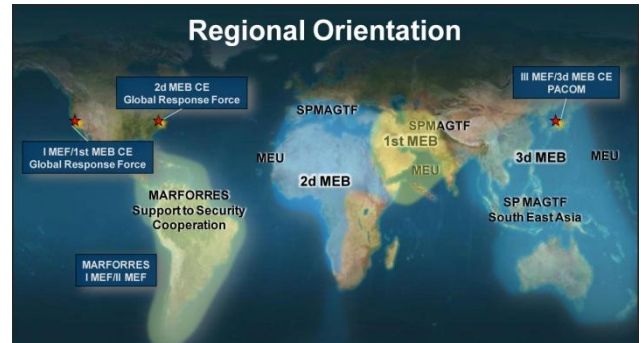 Regional Orientation
2d MEB CE
Global Response Force
III MEF/3d MEB CE
PACOM
SPMAGTF
SPMAGTF
1st MEB
I MEF/1st MEB CE
Global Response Force
MEU
MEU
2d MEB
3d MEB
MEU
MARFORRES
Support to Security
Cooperation
SP MAGTF
South East Asia
MARFORRES
I MEF/II MEF